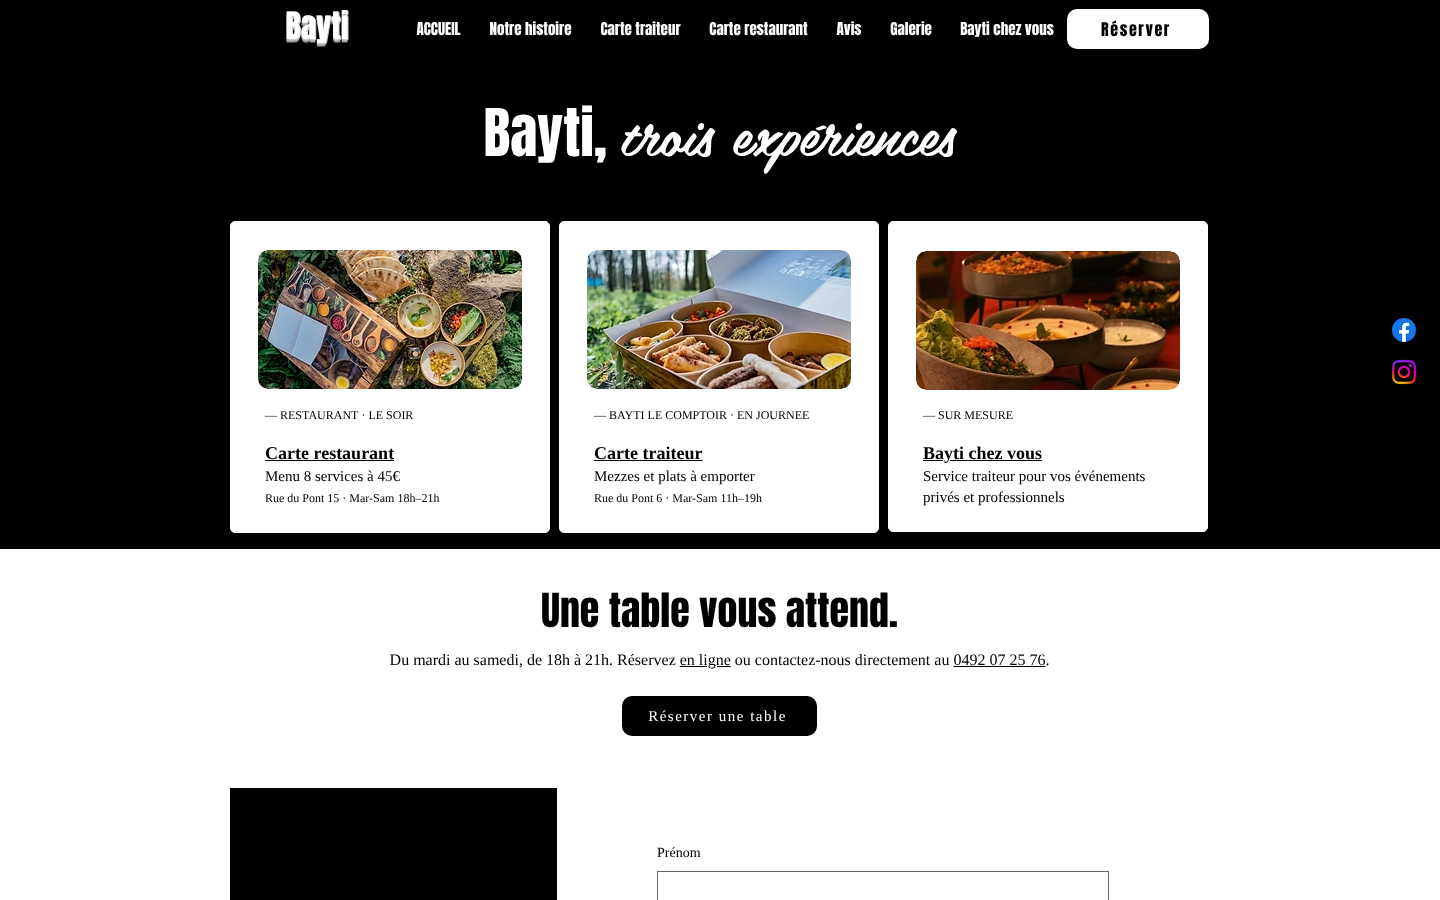 Bayti
ACCUEIL
Notre histoire
Carte traiteur
Carte restaurant
Avis
Galerie
Bayti chez vous
Réserver
Bayti, trois expériences
— RESTAURANT · LE SOIR
Carte restaurant
Menu 8 services à 45€
Rue du Pont 15 · Mar-Sam 18h–21h
— BAYTI LE COMPTOIR · EN JOURNEE
Carte traiteur
Mezzes et plats à emporter
Rue du Pont 6 · Mar-Sam 11h–19h
— SUR MESURE
Bayti chez vous
Service traiteur pour vos événements
privés et professionnels
Une table vous attend.
Du mardi au samedi, de 18h à 21h. Réservez en ligne ou contactez-nous directement au 0492 07 25 76.
Réserver une table
Prénom